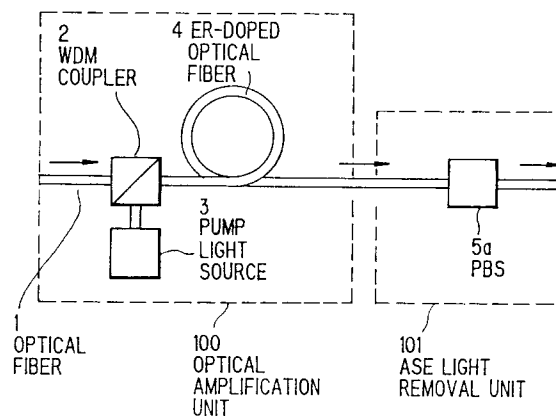 2
WDM
COUPLER
4 ER-DOPED
OPTICAL
FIBER
3
PUMP
LIGHT
SOURCE
5a
PBS
1
OPTICAL
FIBER
100
OPTICAL
AMPLIFICATION
UNIT
101
ASE LIGHT
REMOVAL UNIT